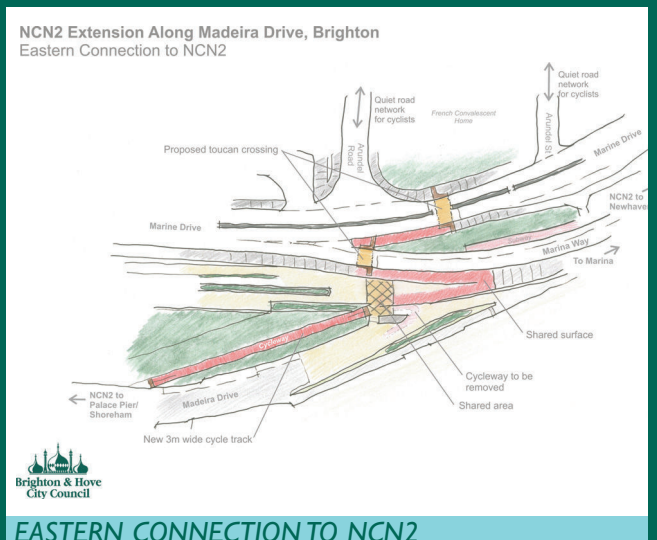 NCN2 Extension Along Madeira Drive, Brighton
Eastern Connection to NCN2
Quiet road
network
for cyclists
Quiet road
network
for cyclists
French Convalescent
Home
Arundel
Road
Arundel St
Proposed toucan crossing
Marine Drive
NCN2 to
Newhaven
Marine Drive
Subway
Marina Way
To Marina
Shared surface
Cycleway
Cycleway to be
removed
Shared area
NCN2 to
Palace Pier/
Shoreham
Madeira Drive
New 3m wide cycle track
Brighton & Hove
City Council
EASTERN CONNECTION TO NCN2